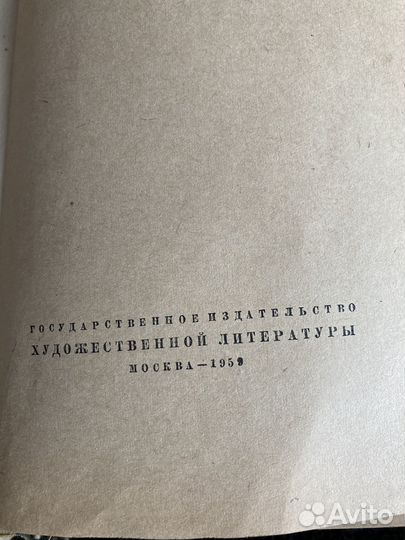 ГОСУДАРСТВЕННОЕ ИЗДАТЕЛЬСТВО
ХУДОЖЕСТВЕННОЙ ЛИТЕРАТУРЫ
МОСКВА — 1959
Avito